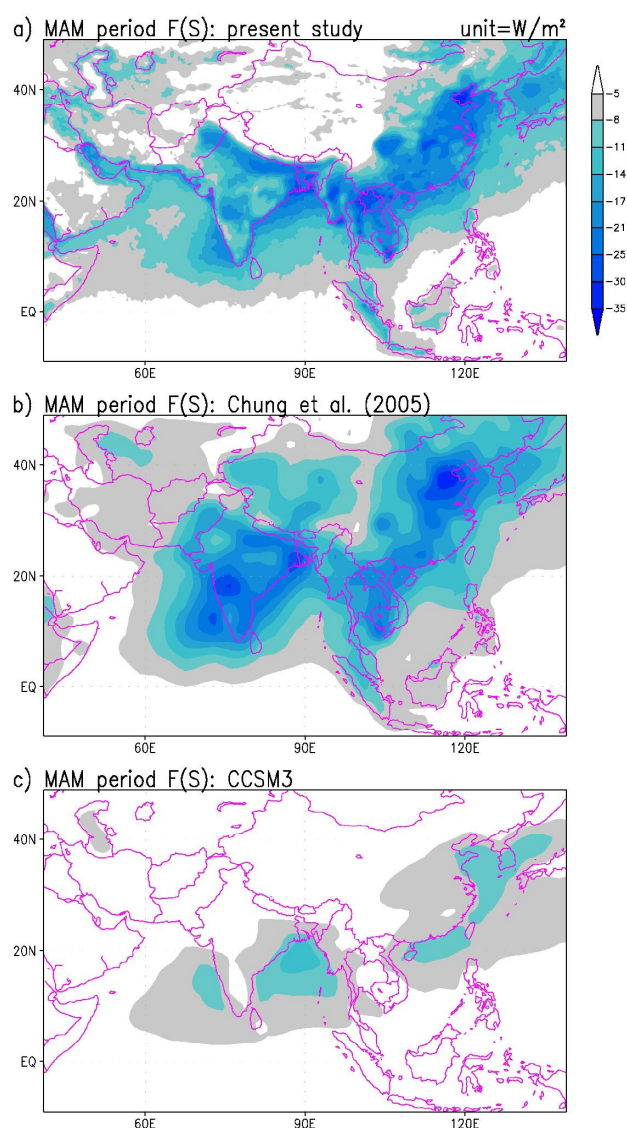 a) MAM period F(S): present study unit=W/m²
40N
20N
EQ
60E 90E 120E
-5
-8
-11
-14
-17
-21
-25
-30
-35
b) MAM period F(S): Chung et al. (2005)
40N
20N
EQ
60E 90E 120E
c) MAM period F(S): CCSM3
40N
20N
EQ
60E 90E 120E